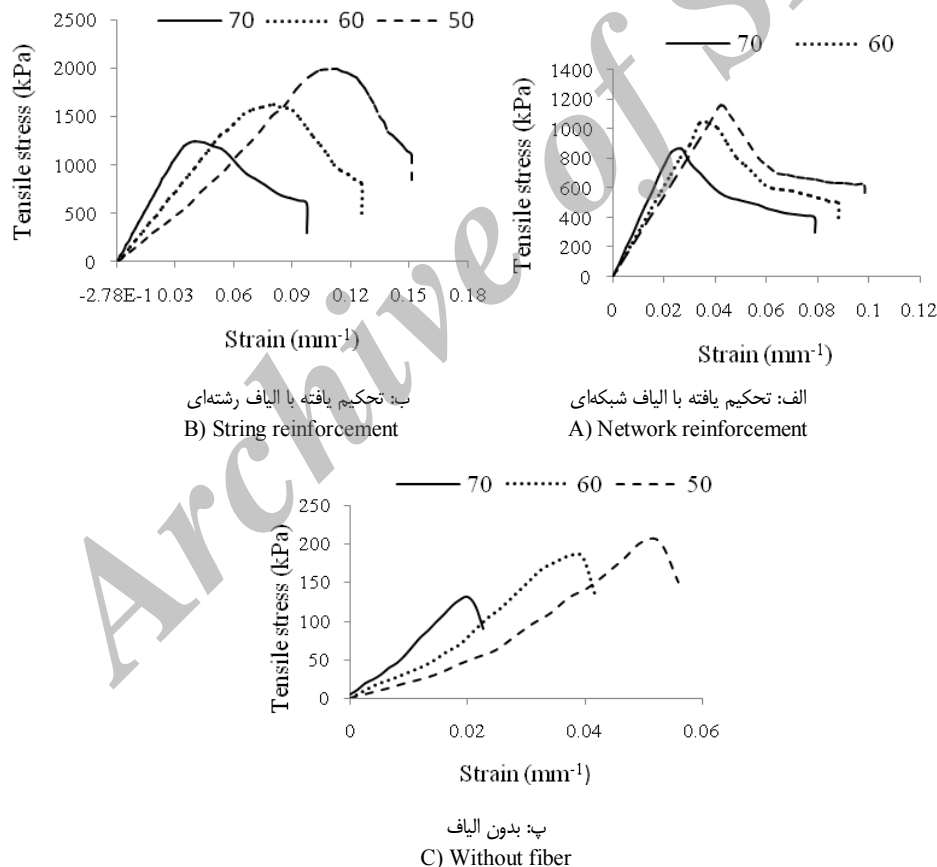 70 60 50
2500
2000
1500
1000
500
0
-2.78E-1 0.03 0.06 0.09 0.12 0.15 0.18
Tensile stress (kPa)
Strain (mm-1)
ب: تحکیم یافته با الیاف رشته‌ای
B) String reinforcement
70 60
1400
1200
1000
800
600
400
200
0
0 0.02 0.04 0.06 0.08 0.1 0.12
Tensile stress (kPa)
Strain (mm-1)
الف: تحکیم یافته با الیاف شبکه‌ای
A) Network reinforcement
70 60 50
250
200
150
100
50
0
0 0.02 0.04 0.06
Tensile stress (kPa)
Strain (mm-1)
پ: بدون الیاف
C) Without fiber
Archive of S